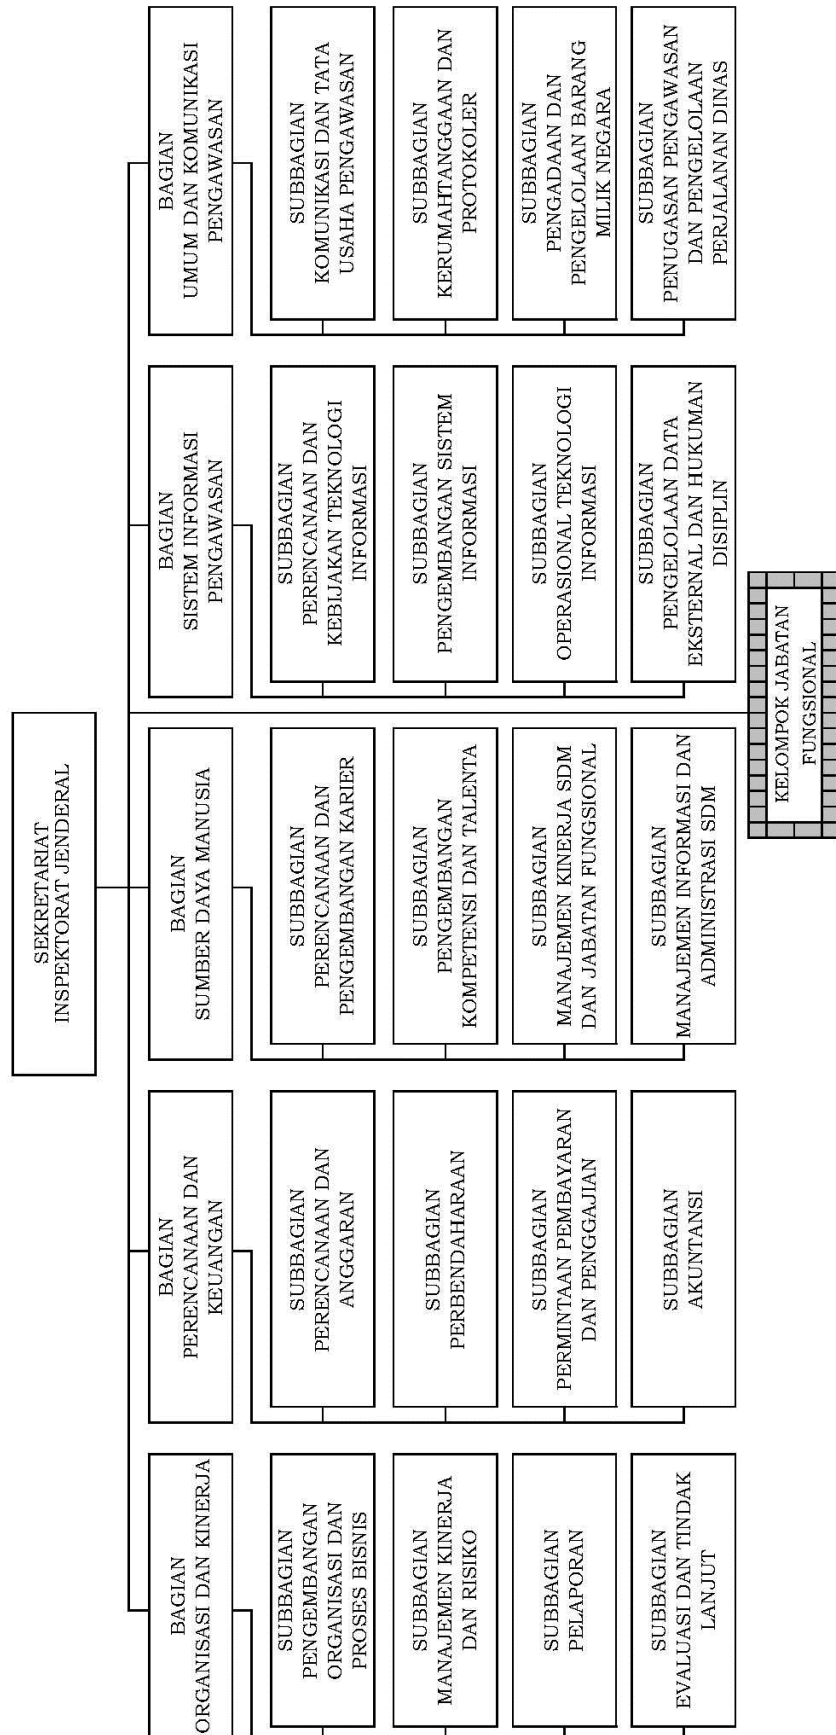 SEKRETARIAT
INSPEKTORAT JENDERAL
BAGIAN
ORGANISASI DAN KINERJA
BAGIAN
PERENCANAAN DAN
KEUANGAN
BAGIAN
SUMBER DAYA MANUSIA
BAGIAN
SISTEM INFORMASI
PENGAWASAN
BAGIAN
UMUM DAN KOMUNIKASI
PENGAWASAN
SUBBAGIAN
PENGEMBANGAN
ORGANISASI DAN
PROSES BISNIS
SUBBAGIAN
PERENCANAAN DAN
ANGGARAN
SUBBAGIAN
PERENCANAAN DAN
PENGEMBANGAN KARIER
SUBBAGIAN
PERENCANAAN DAN
KEBIJAKAN TEKNOLOGI
INFORMASI
SUBBAGIAN
KOMUNIKASI DAN TATA
USAHA PENGAWASAN
SUBBAGIAN
MANAJEMEN KINERJA
DAN RISIKO
SUBBAGIAN
PERBENDAHARAAN
SUBBAGIAN
PENGEMBANGAN
KOMPETENSI DAN TALENTA
SUBBAGIAN
PENGEMBANGAN SISTEM
INFORMASI
SUBBAGIAN
KERUMAHTANGGAAN DAN
PROTOKOLER
SUBBAGIAN
PELAPORAN
SUBBAGIAN
PERMINTAAN PEMBAYARAN
DAN PENGGAJIAN
SUBBAGIAN
MANAJEMEN KINERJA SDM
DAN JABATAN FUNGSIONAL
SUBBAGIAN
OPERASIONAL TEKNOLOGI
INFORMASI
SUBBAGIAN
PENGADAAN DAN
PENGELOLAAN BARANG
MILIK NEGARA
SUBBAGIAN
EVALUASI DAN TINDAK
LANJUT
SUBBAGIAN
AKUNTANSI
SUBBAGIAN
MANAJEMEN INFORMASI DAN
ADMINISTRASI SDM
SUBBAGIAN
PENGELOLAAN DATA
EKSTERNAL DAN HUKUMAN
DISIPLIN
SUBBAGIAN
PENUGASAN PENGAWASAN
DAN PENGELOLAAN
PERJALANAN DINAS
KELOMPOK JABATAN
FUNGSIONAL